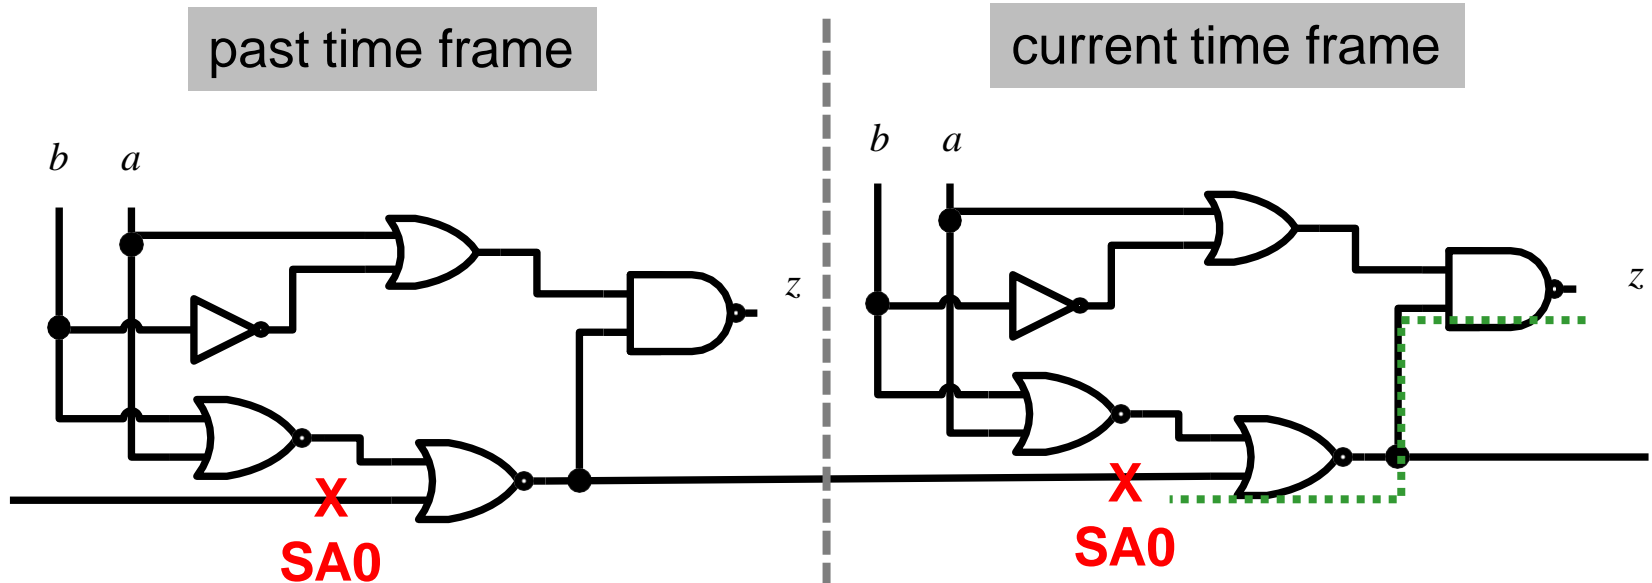 past time frame
current time frame
b a
z
X
SA0
b a
z
X
SA0